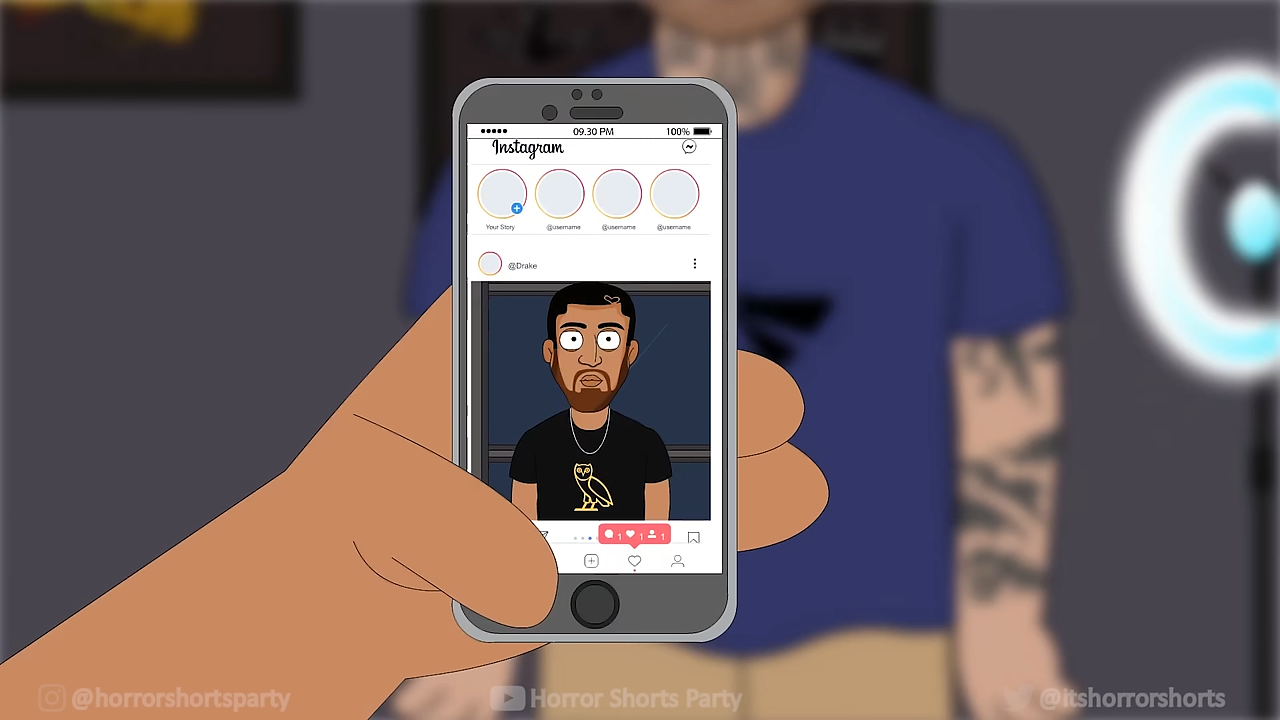 09.30 PM 100%
Instagram
Your Story @username @username @username
@Drake
1 1 1
@horrorshortsparty Horror Shorts Party @itshorrorshorts